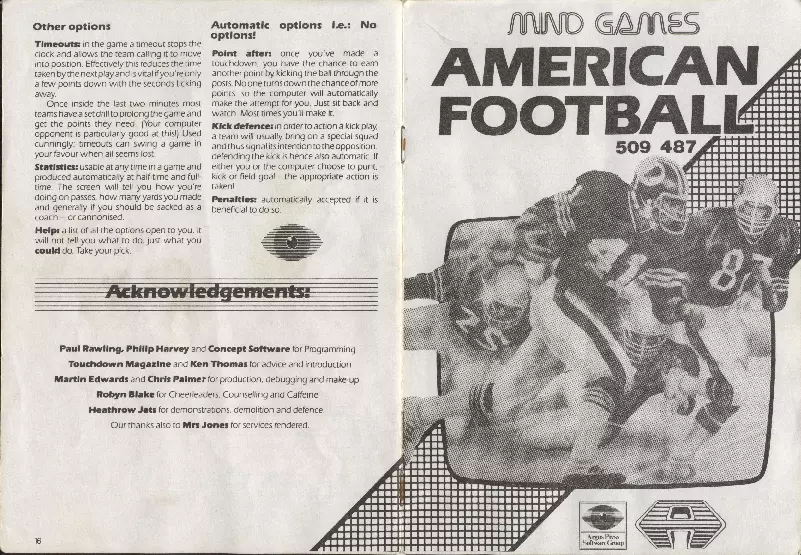 Other options
Timeouts: in the game a timeout stops the
clock and allows the team calling it to move
into position. Effectively this reduces the time
taken by the next play and is vital if you're only
a few points down with the seconds ticking
away.
Once inside the last two minutes most
teams have a set drill to prolong the game and
get the points they need. (Your computer
opponent is particularly good at this!) Used
cunningly; timeouts can swing a game in
your favour when all seems lost.
Statistics: usable at any time in a game and
produced automatically at half-time and full-
time. The screen will tell you how you're
doing on passes, how many yards you made
and generally if you should be sacked as a
coach – or cannonised.
Help: a list of all the options open to you. It
will not tell you what to do, just what you
could do. Take your pick.
Automatic options i.e.: No
options!
Point after: once you've made a
touchdown, you have the chance to earn
another point by kicking the ball through the
posts. No one turns down the chance of more
points, so the computer will automatically
make the attempt for you. Just sit back and
watch. Most times you'll make it.
Kick defence: in order to action a kick play,
a team will usually bring on a special squad
and thus signal its intention to the opposition,
defending the kick is hence also automatic. If
either you or the computer choose to punt,
kick or field goal – the appropriate action is
taken!
Penalties: automatically accepted if it is
beneficial to do so.
Acknowledgements:
Paul Rawling, Philip Harvey and Concept Software for Programming
Touchdown Magazine and Ken Thomas for advice and introduction
Martin Edwards and Chris Palmer for production, debugging and make-up
Robyn Blake for Cheerleaders, Counselling and Caffeine
Heathrow Jets for demonstrations, demolition and defence
Our thanks also to Mrs Jones for services rendered.
16
MIND GAMES
AMERICAN
FOOTBALL
509 487
8
Argus Press
Software Group